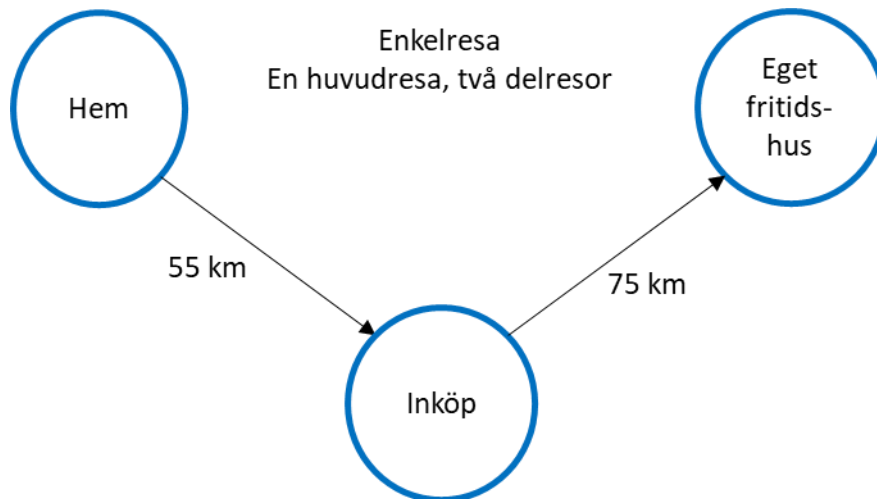 Enkelresa
En huvudresa, två delresor
Hem
Eget
fritids-
hus
55 km
75 km
Inköp